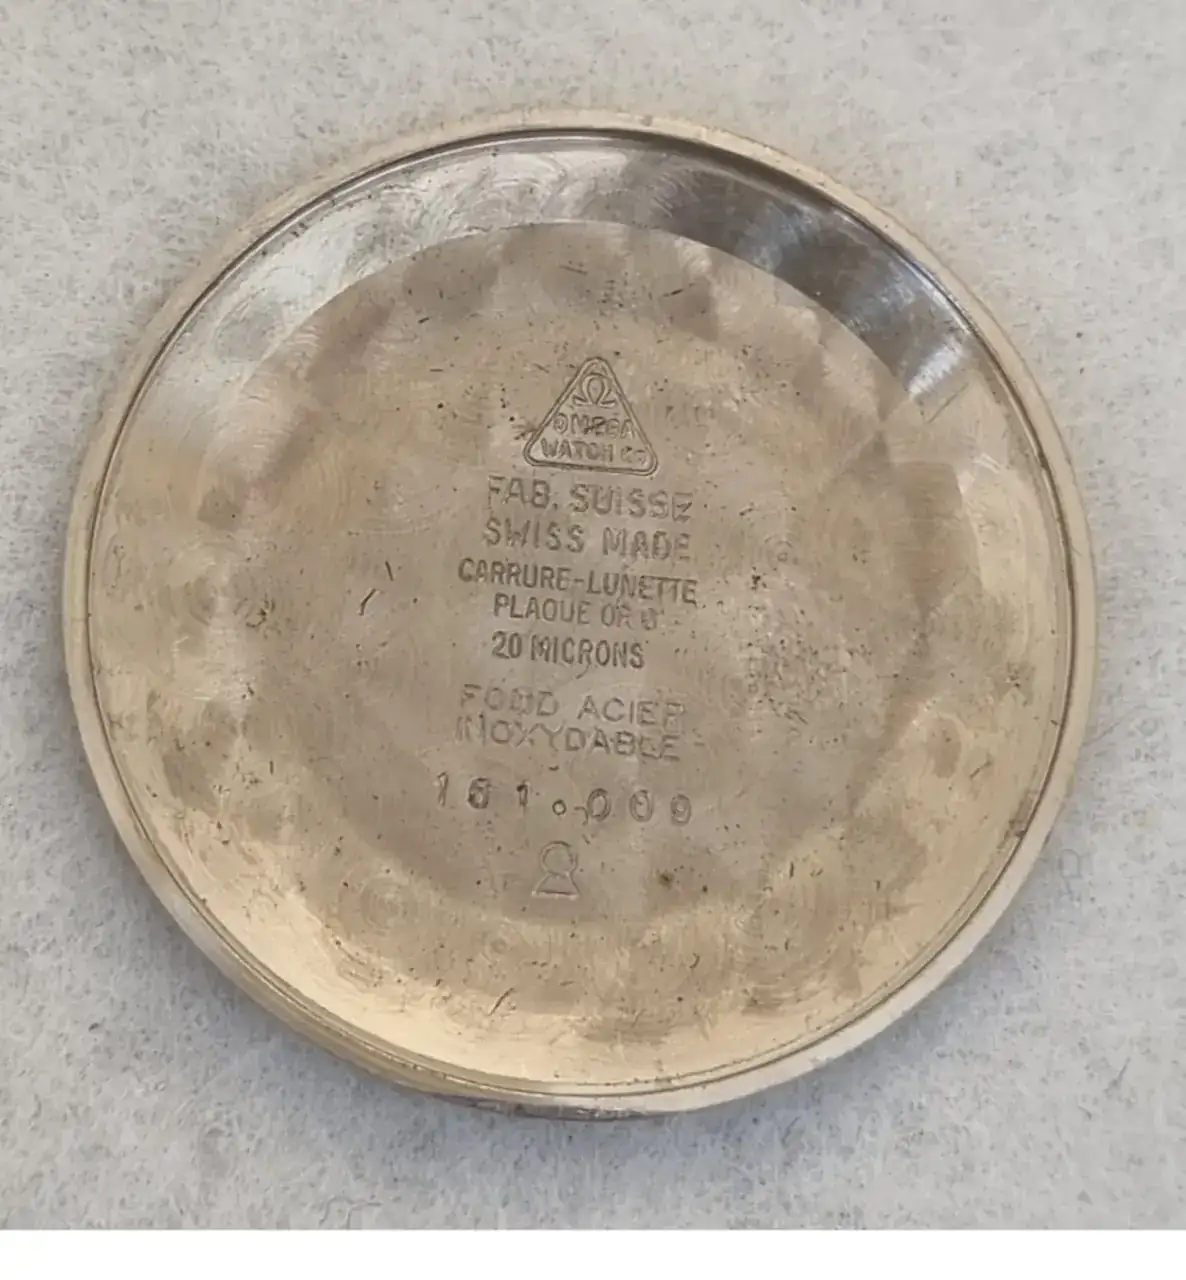 Ω
OMEGA
WATCH Co
FAB. SUISSE
SWISS MADE
CARRURE-LUNETTE
PLAQUE OR G
20 MICRONS
FOND ACIER
INOXYDABLE
161.009